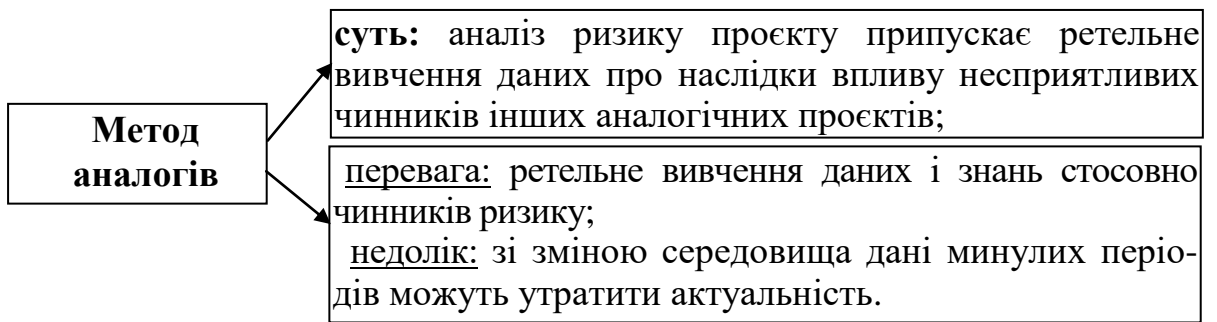 суть: аналіз ризику проєкту припускає ретельне
вивчення даних про наслідки впливу несприятливих
чинників інших аналогічних проєктів;
Метод
аналогів
перевага: ретельне вивчення даних і знань стосовно
чинників ризику;
недолік: зі зміною середовища дані минулих періо-
дів можуть утратити актуальність.